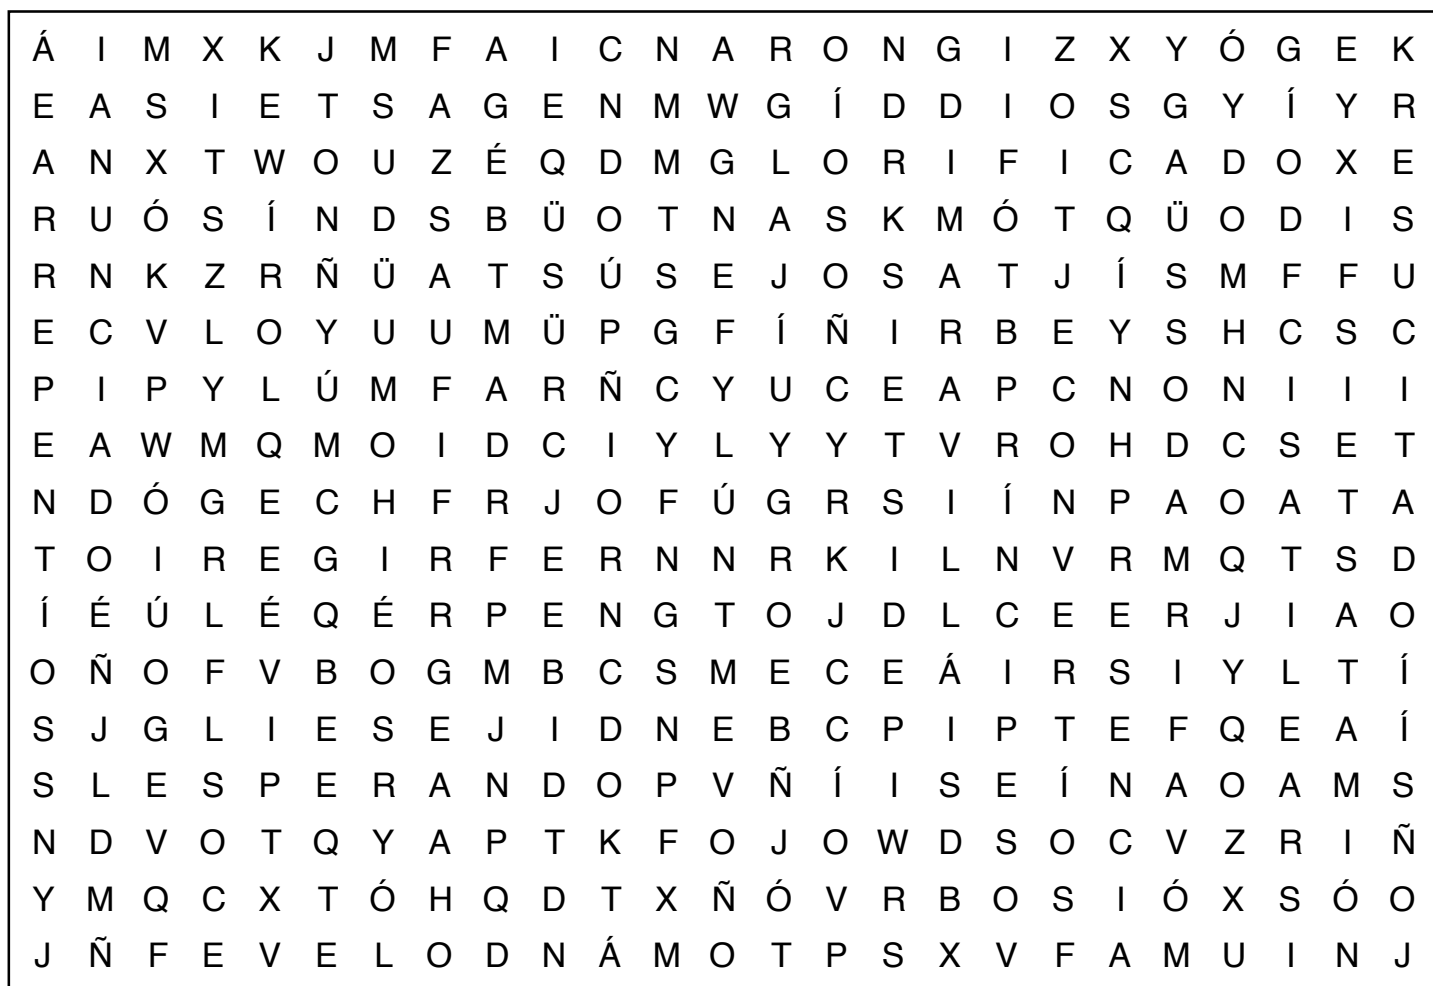 Á I M X K J M F A I C N A R O N G I Z X Y Ó G E K
E A S I E T S A G E N M W G Í D D I O S G Y Í Y R
A N X T W O U Z É Q D M G L O R I F I C A D O X E
R U Ó S Í N D S B Ü O T N A S K M Ó T Q Ü O D I S
R N K Z R Ñ Ü A T S Ú S E J O S A T J Í S M F F U
E C V L O Y U U M Ü P G F Í Ñ I R B E Y S H C S C
P I P Y L Ú M F A R Ñ C Y U C E A P C N O N I I I
E A W M Q M O I D C I Y L Y Y T V R O H D C S E T
N D Ó G E C H F R J O F Ú G R S I Í N P A O A T A
T O I R E G I R F E R N N R K I L N V R M Q T S D
Í É Ú L É Q É R P E N G T O J D L C E E R J I A O
O Ñ O F V B O G M B C S M E C E Á I R S I Y L T Í
S J G L I E S E J I D N E B C P I P T E F Q E A Í
S L E S P E R A N D O P V Ñ Í I S E Í N A O A M S
N D V O T Q Y A P T K F O J O W D S O C V Z R I Ñ
Y M Q C X T Ó H Q D T X Ñ Ó V R B O S I Ó X S Ó O
J Ñ F E V E L O D N Á M O T P S X V F A M U I N J